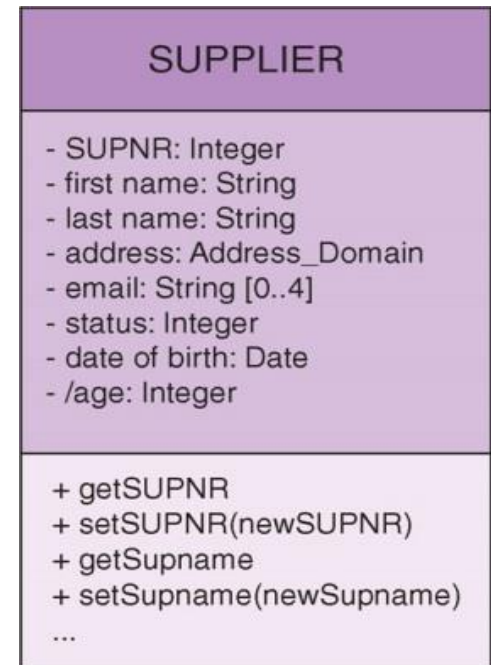 SUPPLIER
- SUPNR: Integer
- first name: String
- last name: String
- address: Address_Domain
- email: String [0..4]
- status: Integer
- date of birth: Date
- /age: Integer
+ getSUPNR
+ setSUPNR(newSUPNR)
+ getSupname
+ setSupname(newSupname)
...